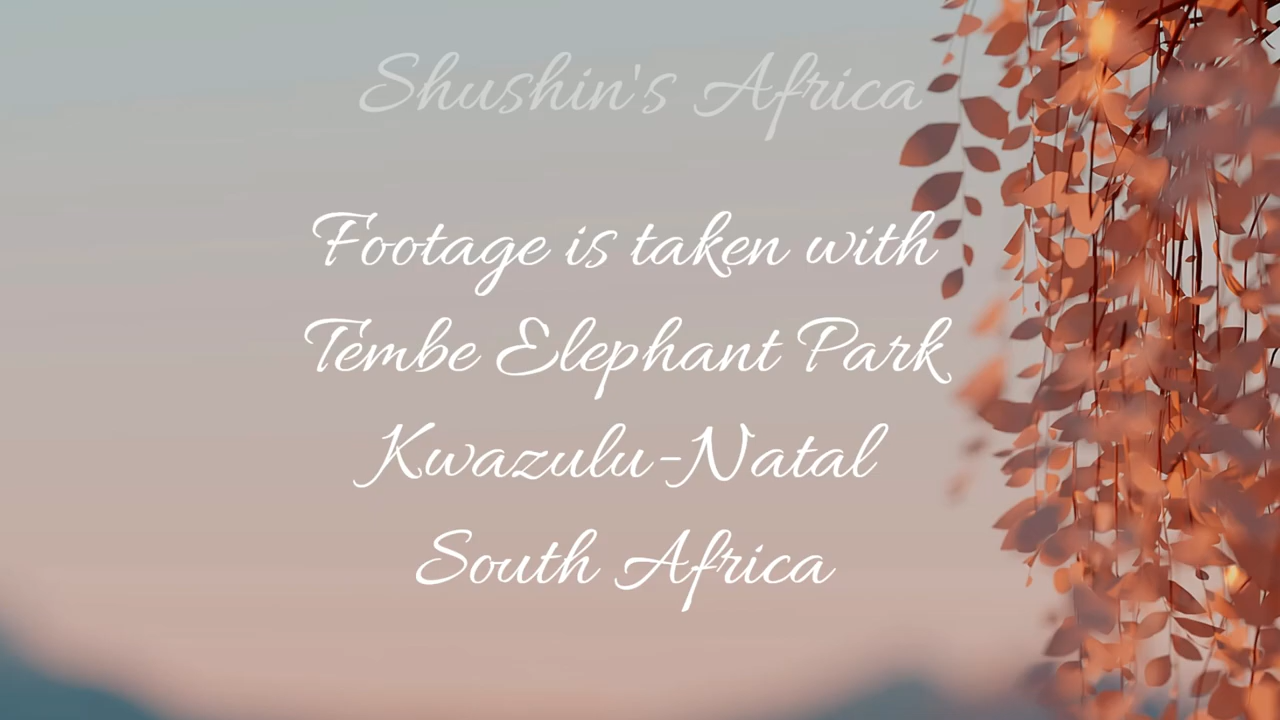 Shushin's Africa
Footage is taken with
Tembe Elephant Park
Kwazulu-Natal
South Africa